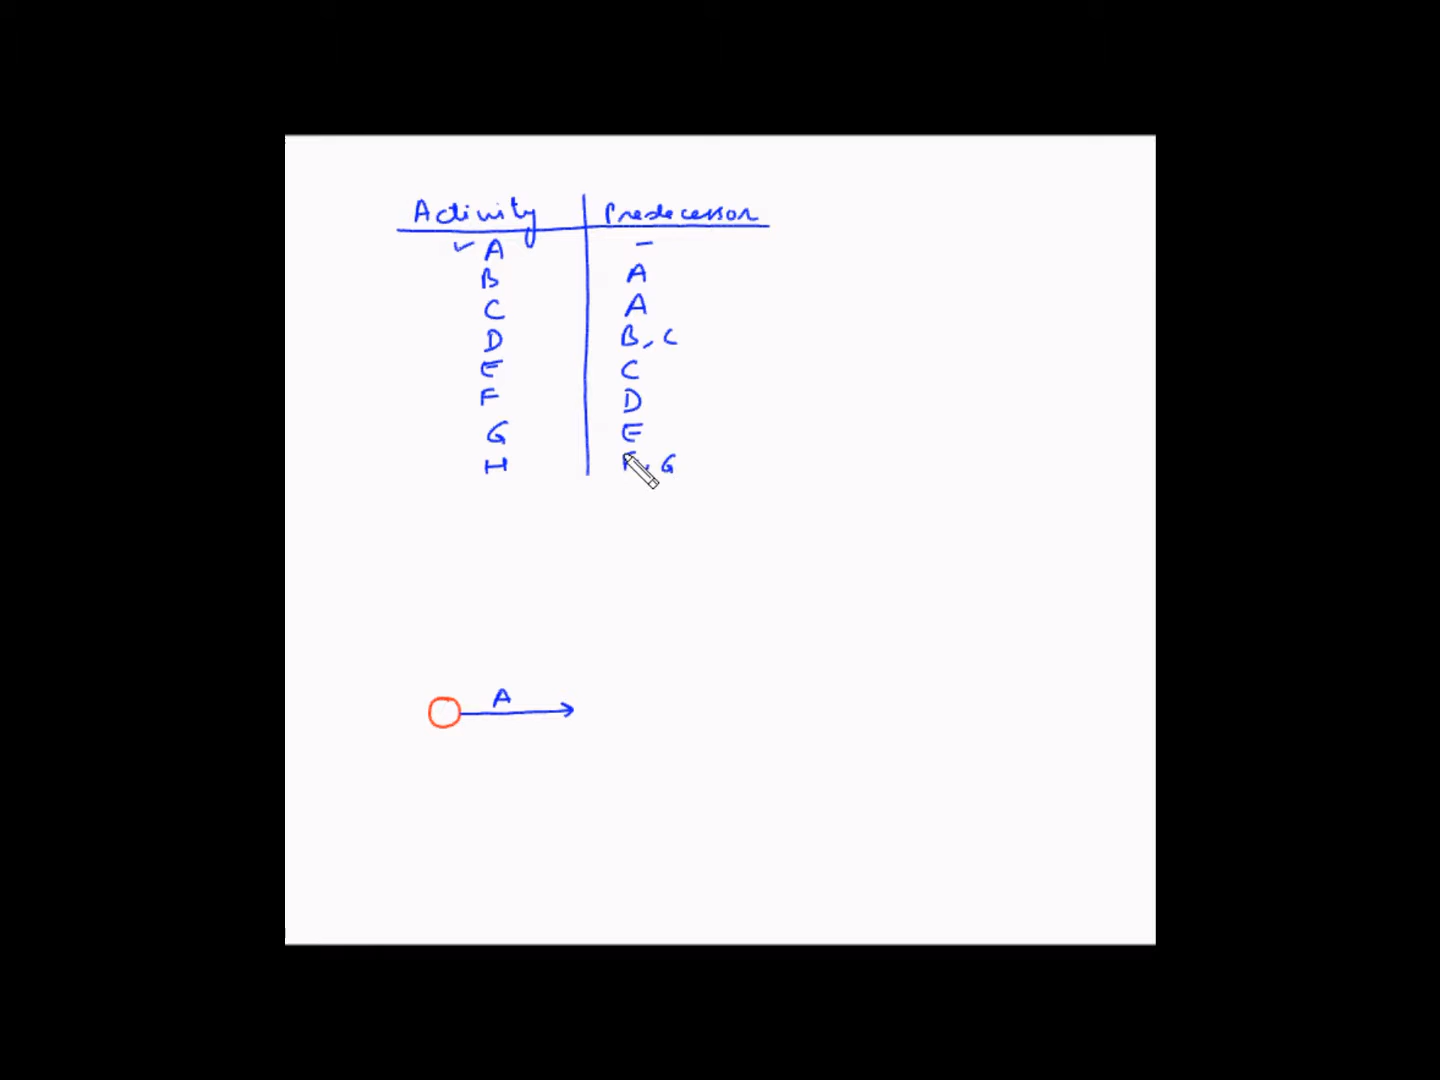 Activity Predecessor
A -
B A
C A
D B, C
E C
F D
G E
H F, G
A